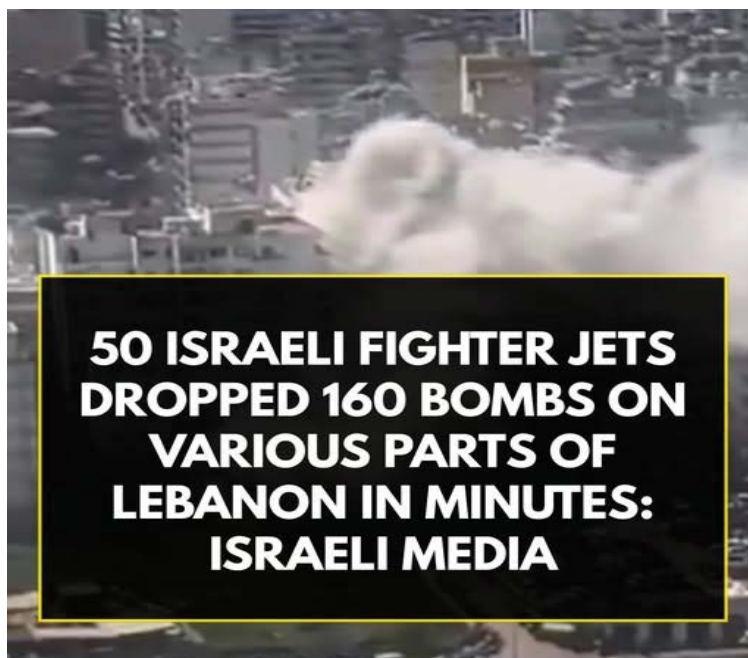 50 ISRAELI FIGHTER JETS
DROPPED 160 BOMBS ON
VARIOUS PARTS OF
LEBANON IN MINUTES:
ISRAELI MEDIA